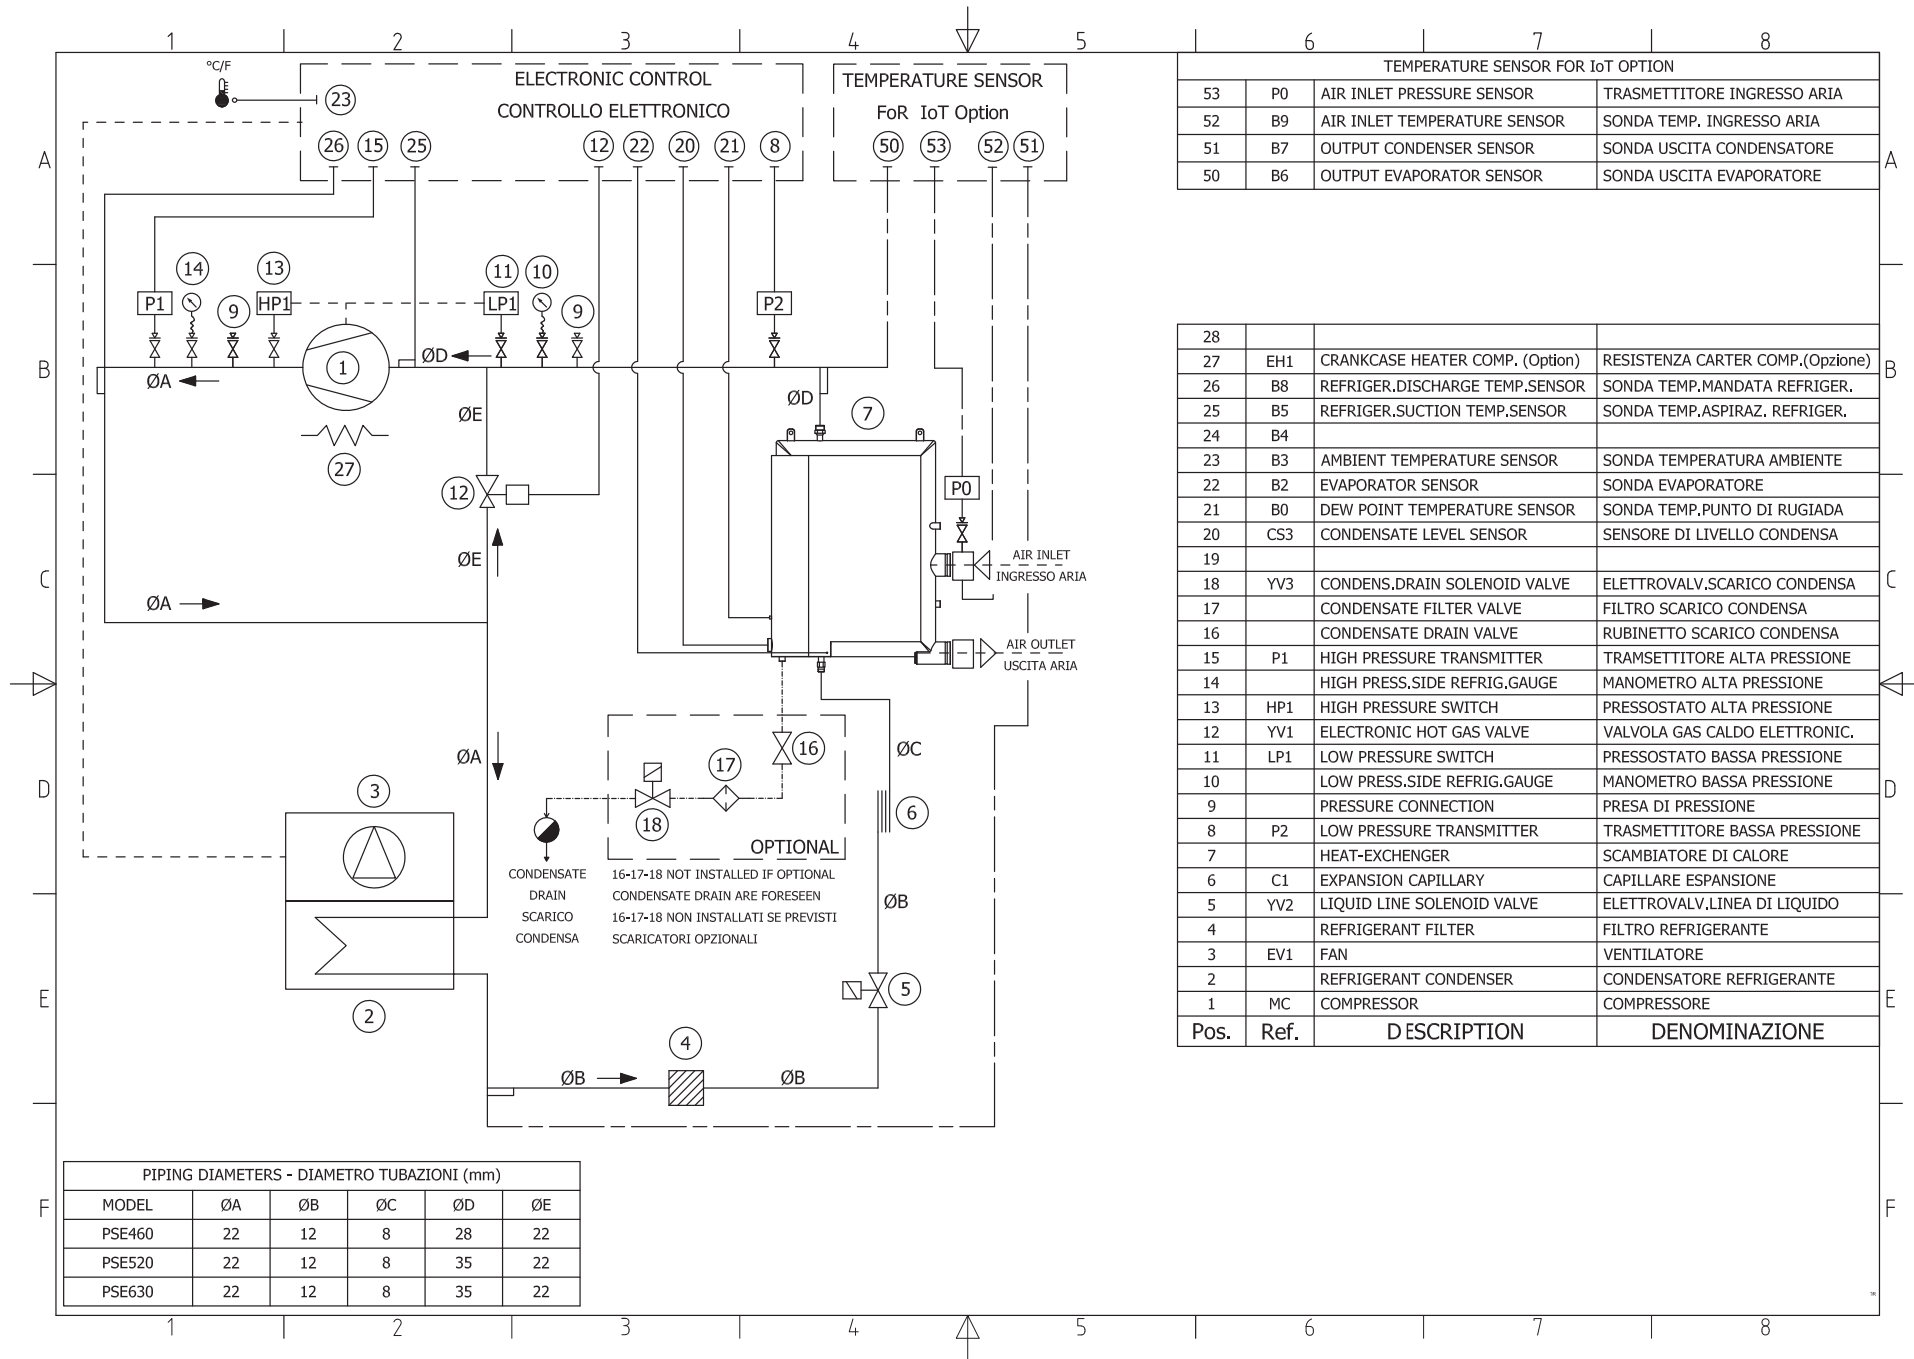 1 2 3 4 5 6 7 8
°C/F
ELECTRONIC CONTROL
CONTROLLO ELETTRONICO
23
26 15 25 12 22 20 21 8
TEMPERATURE SENSOR
FoR IoT Option
50 53 52 51
TEMPERATURE SENSOR FOR IoT OPTION
53 P0 AIR INLET PRESSURE SENSOR TRASMETTITORE INGRESSO ARIA
52 B9 AIR INLET TEMPERATURE SENSOR SONDA TEMP. INGRESSO ARIA
51 B7 OUTPUT CONDENSER SENSOR SONDA USCITA CONDENSATORE
50 B6 OUTPUT EVAPORATOR SENSOR SONDA USCITA EVAPORATORE
A A
14 13 11 10
P1 9 HP1 LP1 9 P2
1
B B
ØA ØD
ØE ØD 7
27
12 P0
ØE
AIR INLET
INGRESSO ARIA
C C
ØA
AIR OUTLET
USCITA ARIA
ØA
16
17
18
OPTIONAL
ØC
6
D D
3
CONDENSATE
DRAIN
SCARICO
CONDENSA
16-17-18 NOT INSTALLED IF OPTIONAL
CONDENSATE DRAIN ARE FORESEEN
16-17-18 NON INSTALLATI SE PREVISTI
SCARICATORI OPZIONALI
ØB
5
E E
2
4
ØB ØB
28
27 EH1 CRANKCASE HEATER COMP. (Option) RESISTENZA CARTER COMP.(Opzione)
26 B8 REFRIGER.DISCHARGE TEMP.SENSOR SONDA TEMP.MANDATA REFRIGER.
25 B5 REFRIGER.SUCTION TEMP.SENSOR SONDA TEMP.ASPIRAZ. REFRIGER.
24 B4
23 B3 AMBIENT TEMPERATURE SENSOR SONDA TEMPERATURA AMBIENTE
22 B2 EVAPORATOR SENSOR SONDA EVAPORATORE
21 B0 DEW POINT TEMPERATURE SENSOR SONDA TEMP.PUNTO DI RUGIADA
20 CS3 CONDENSATE LEVEL SENSOR SENSORE DI LIVELLO CONDENSA
19
18 YV3 CONDENS.DRAIN SOLENOID VALVE ELETTROVALV.SCARICO CONDENSA
17 CONDENSATE FILTER VALVE FILTRO SCARICO CONDENSA
16 CONDENSATE DRAIN VALVE RUBINETTO SCARICO CONDENSA
15 P1 HIGH PRESSURE TRANSMITTER TRAMSETTITORE ALTA PRESSIONE
14 HIGH PRESS.SIDE REFRIG.GAUGE MANOMETRO ALTA PRESSIONE
13 HP1 HIGH PRESSURE SWITCH PRESSOSTATO ALTA PRESSIONE
12 YV1 ELECTRONIC HOT GAS VALVE VALVOLA GAS CALDO ELETTRONIC.
11 LP1 LOW PRESSURE SWITCH PRESSOSTATO BASSA PRESSIONE
10 LOW PRESS.SIDE REFRIG.GAUGE MANOMETRO BASSA PRESSIONE
9 PRESSURE CONNECTION PRESA DI PRESSIONE
8 P2 LOW PRESSURE TRANSMITTER TRASMETTITORE BASSA PRESSIONE
7 HEAT-EXCHENGER SCAMBIATORE DI CALORE
6 C1 EXPANSION CAPILLARY CAPILLARE ESPANSIONE
5 YV2 LIQUID LINE SOLENOID VALVE ELETTROVALV.LINEA DI LIQUIDO
4 REFRIGERANT FILTER FILTRO REFRIGERANTE
3 EV1 FAN VENTILATORE
2 REFRIGERANT CONDENSER CONDENSATORE REFRIGERANTE
1 MC COMPRESSOR COMPRESSORE
Pos. Ref. DESCRIPTION DENOMINAZIONE
PIPING DIAMETERS - DIAMETRO TUBAZIONI (mm)
MODEL ØA ØB ØC ØD ØE
PSE460 22 12 8 28 22
PSE520 22 12 8 35 22
PSE630 22 12 8 35 22
F F
1 2 3 4 5 6 7 8